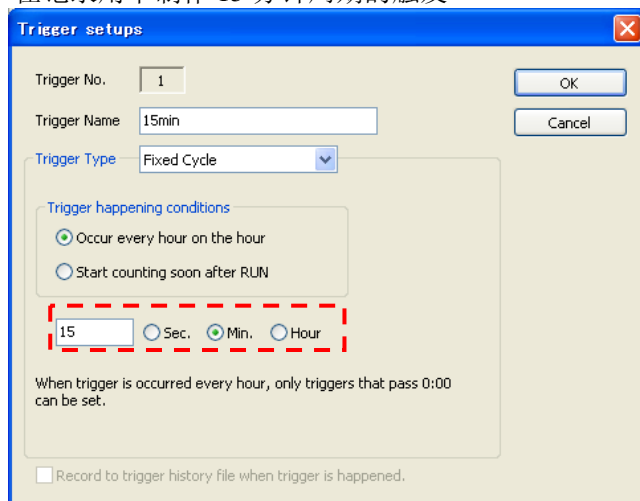 15
Trigger setups
Trigger No. 1
OK
Trigger Name 15min
Cancel
Trigger Type Fixed Cycle
Trigger happening conditions
Occur every hour on the hour
Start counting soon after RUN
15 Sec. Min. Hour
When trigger is occurred every hour, only triggers that pass 0:00
can be set.
Record to trigger history file when trigger is happened.